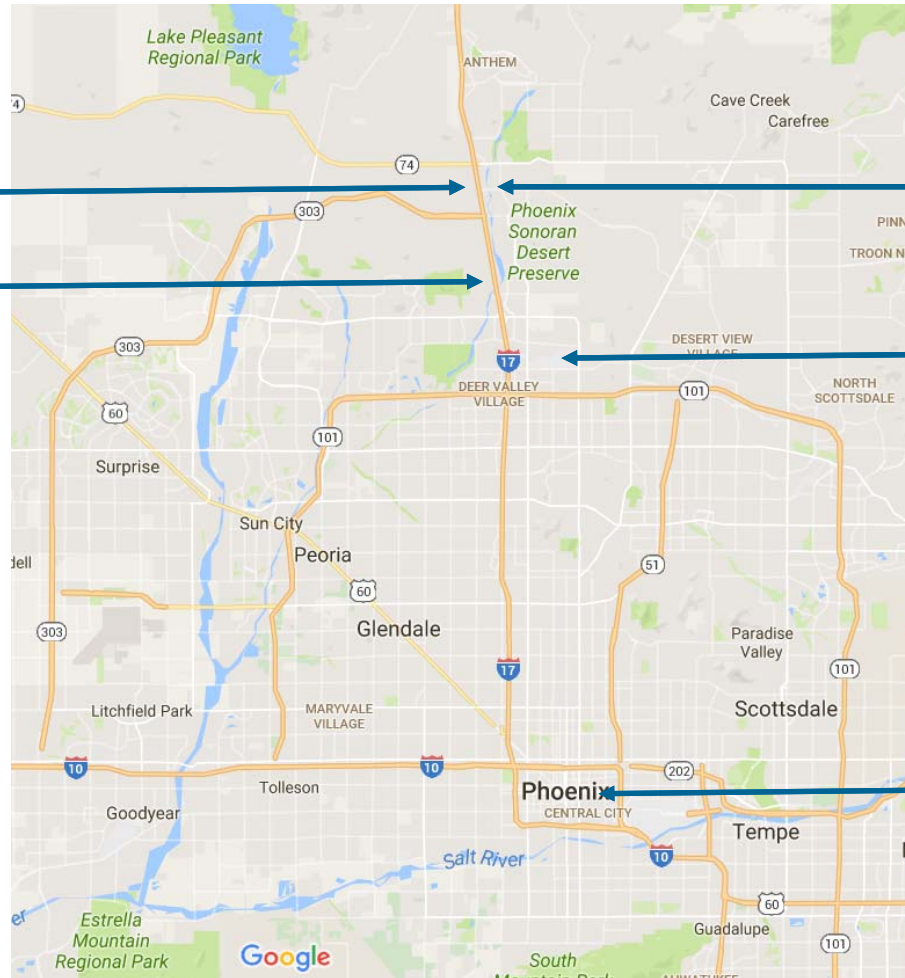 Lake Pleasant
Regional Park
ANTHEM
Cave Creek
Carefree
74
303
Phoenix
Sonoran
Desert
Preserve
PINN
TROON N
303
17
DESERT VIEW
VILLAGE
60
DEER VALLEY
VILLAGE
101
NORTH
SCOTTSDALE
101
Surprise
Sun City
Peoria
dell
51
60
Glendale
303
Paradise
Valley
17
101
Litchfield Park
MARYVALE
VILLAGE
Scottsdale
10
10
202
Tolleson
Phoenix
Goodyear
CENTRAL CITY
Tempe
Salt River
10
60
Estrella
Mountain
Regional Park
Guadalupe
101
Google
South